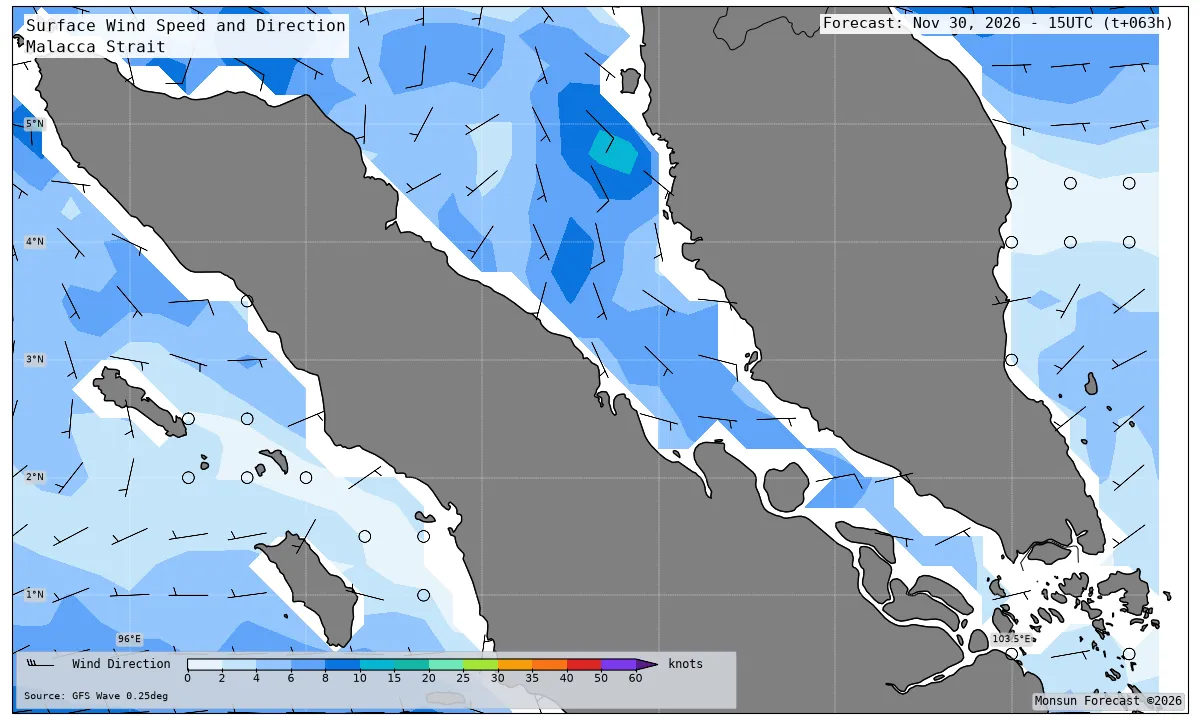 Surface Wind Speed and Direction
Malacca Strait
Forecast: Nov 30, 2026 - 15UTC (t+063h)
5°N
4°N
3°N
2°N
1°N
96°E
103.5°E
Wind Direction
knots
0 2 4 6 8 10 15 20 25 30 35 40 50 60
Source: GFS Wave 0.25deg
Monsun Forecast ©2026